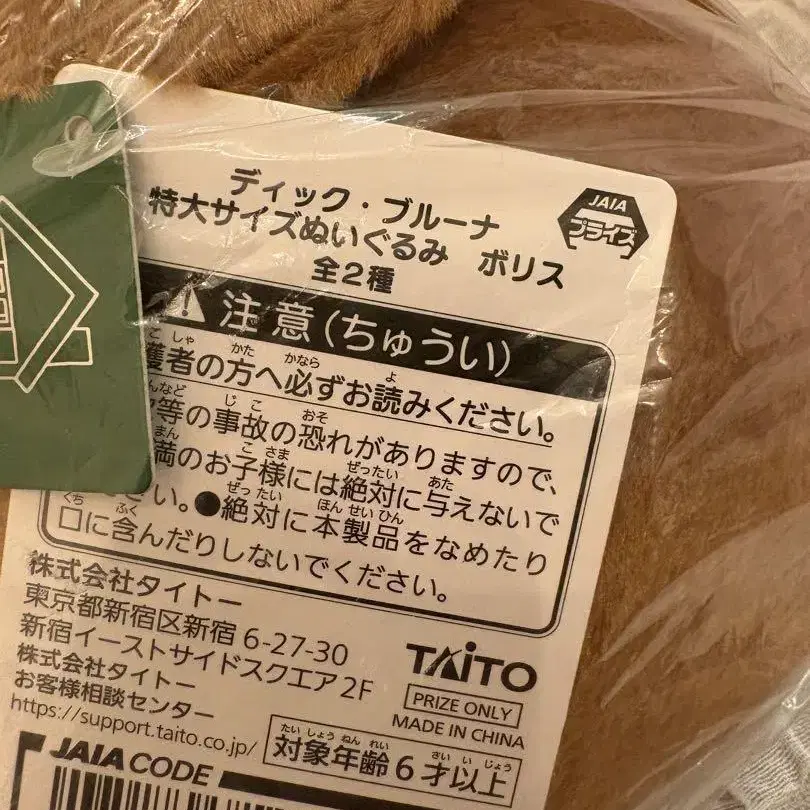 ディック・ブルーナ
特大サイズぬいぐるみ ボリス
全2種
JAIA
プライズ
注意(ちゅうい)
護者の方へ必ずお読みください。
等の事故の恐れがありますので、
満のお子様には絶対に与えないで
さい。●絶対に本製品をなめたり
口に含んだりしないでください。
株式会社タイトー
東京都新宿区新宿6-27-30
新宿イーストサイドスクエア2F
株式会社タイトー
お客様相談センター
https://support.taito.co.jp/
TAITO
PRIZE ONLY
MADE IN CHINA
対象年齢6才以上
JAIA CODE